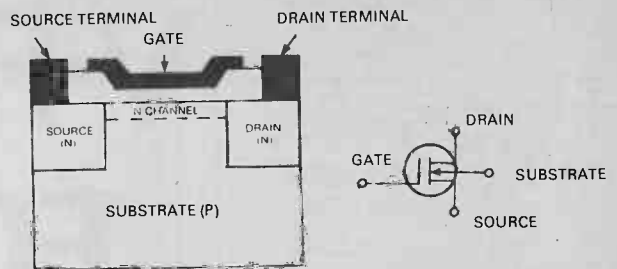 SOURCE TERMINAL
DRAIN TERMINAL
GATE
N CHANNEL
SOURCE
(N)
DRAIN
(N)
SUBSTRATE (P)
DRAIN
GATE
SUBSTRATE
SOURCE